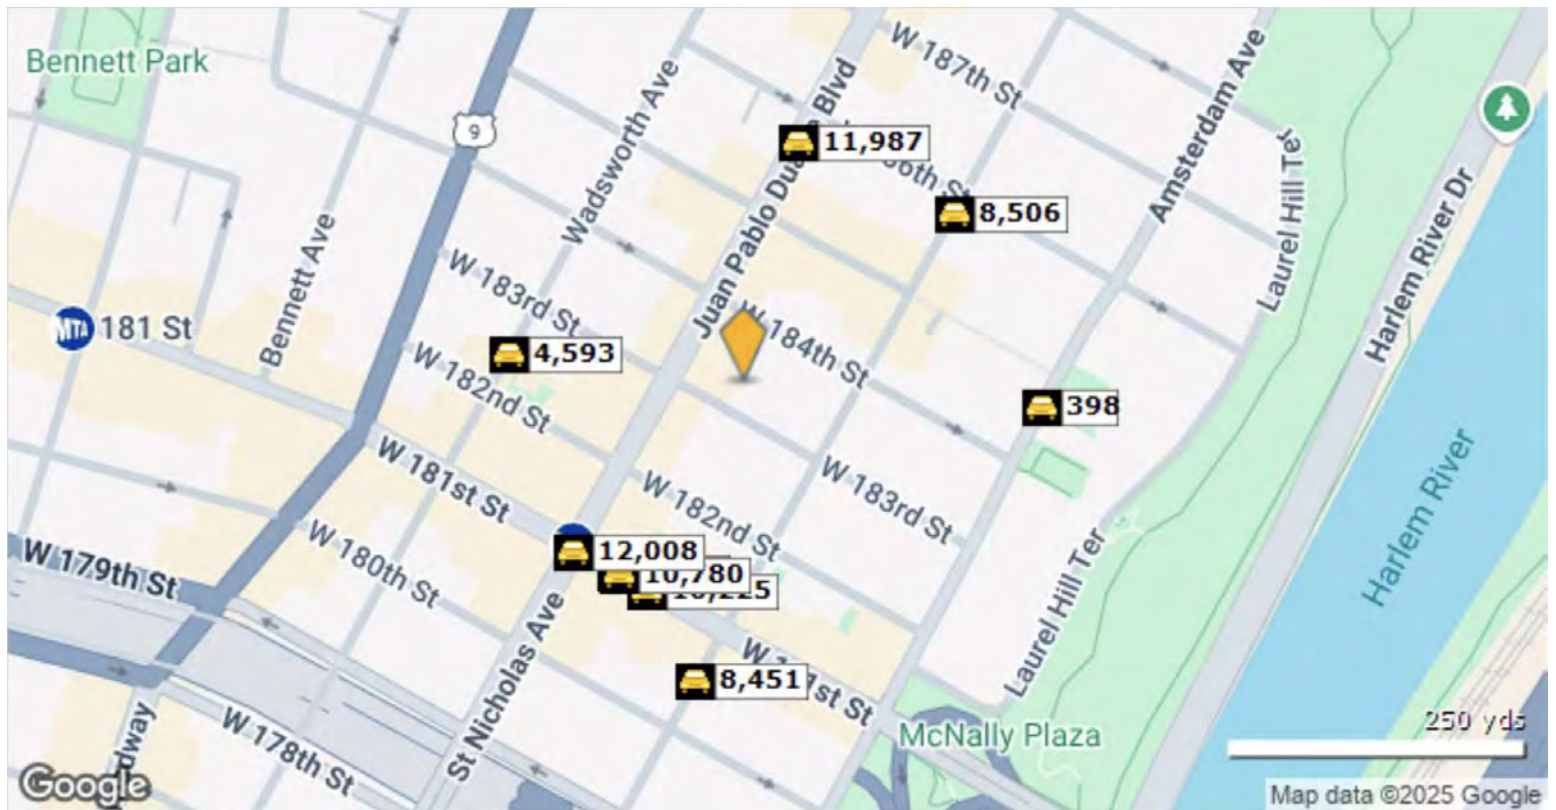 Bennett Park
W 187th St
Amsterdam Ave
Wadsworth Ave
9
11,987
Laurel Hill Ter
8,506
Harlem River Dr
Juan Pablo Blvd
Bennett Ave
W 183rd St
MTA 181 St
W 184th St
4,593
W 182nd St
398
W 181st St
W 183rd St
W 182nd St
Harlem River
W 179th St
W 180th St
12,008
10,780
Laurel Hill Ter
St Nicholas Ave
8,451
W St
McNally Plaza
250 yds
W 178th St
Google
Map data ©2025 Google